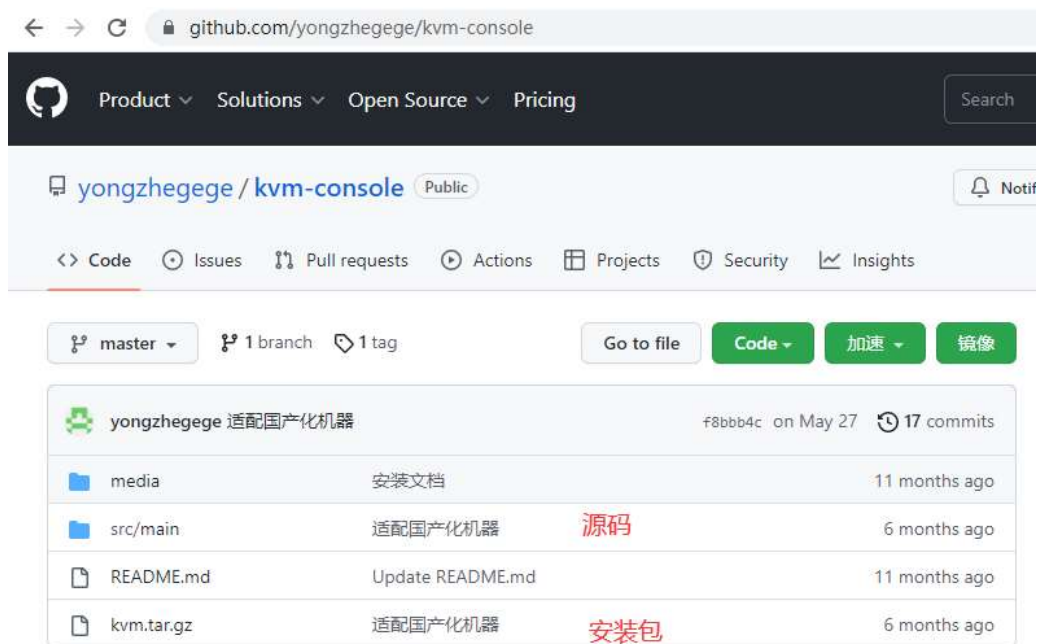 github.com/yongzhegege/kvm-console
Product Solutions Open Source Pricing Search
yongzhegege / kvm-console Public Notif
Code Issues Pull requests Actions Projects Security Insights
master 1 branch 1 tag Go to file Code 加速 镜像
yongzhegege 适配国产化机器 f8bbb4c on May 27 17 commits
media 安装文档 11 months ago
src/main 适配国产化机器 源码 6 months ago
README.md Update README.md 11 months ago
kvm.tar.gz 适配国产化机器 安装包 6 months ago